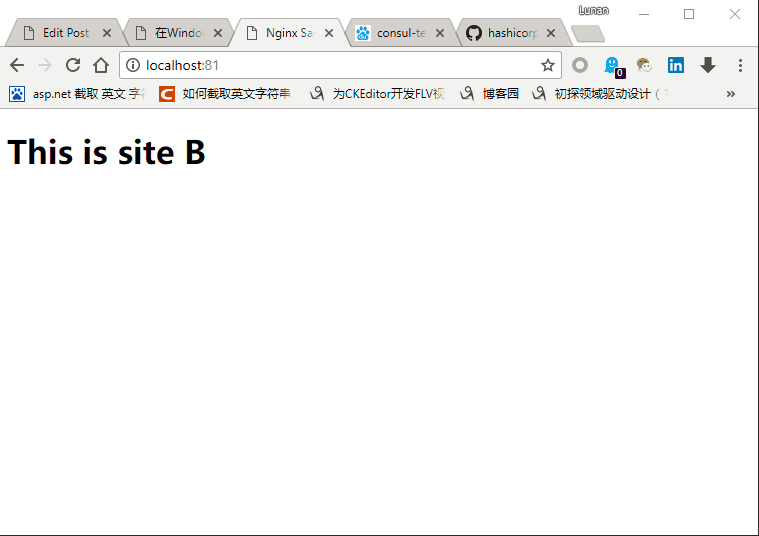 Lunan
Edit Post 在Windo Nginx Sa consul-te hashicorp
localhost:81
0
asp.net 截取 英文 字 如何截取英文字符串 为CKEditor开发FLV视 博客园 初探领域驱动设计（1
This is site B